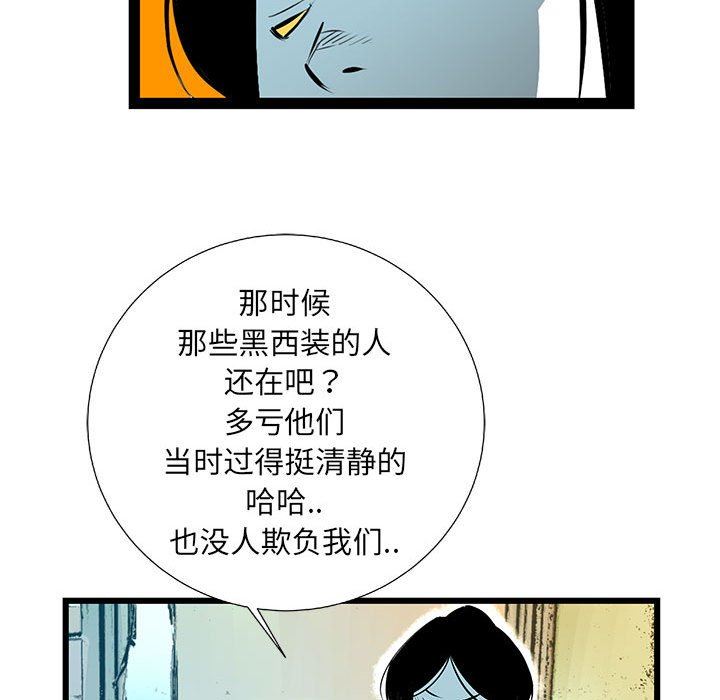 那时候
那些黑西装的人
还在吧？
多亏他们
当时过得挺清静的
哈哈..
也没人欺负我们..